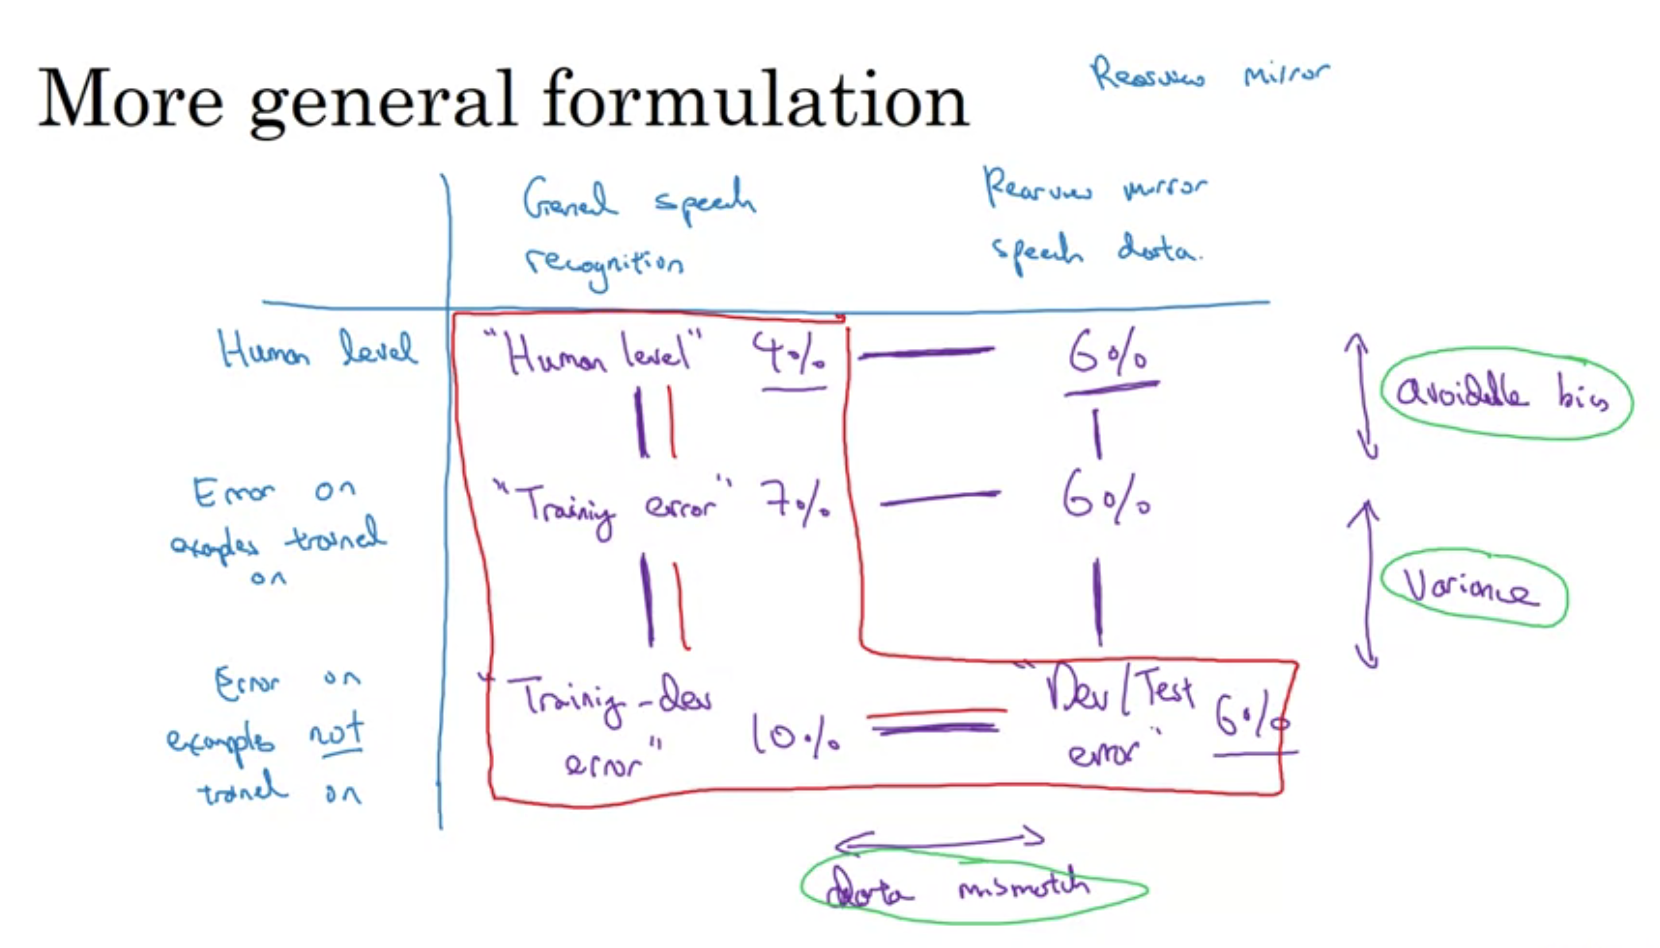 More general formulation
Rearview mirror
General speech
recognition
Rearview mirror
speech data.
Human level
"Human level" 4%
6%
avoidable bias
Error on
examples trained
on
"Training error" 7%
6%
Variance
Error on
examples not
trained on
"Training-dev
error" 10%
"Dev/Test
error" 6%
data mismatch